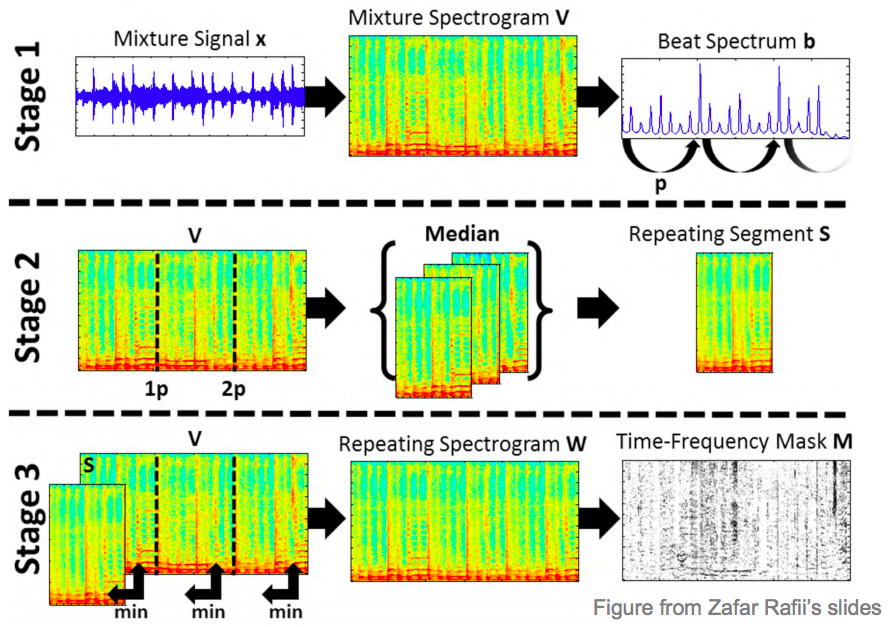 Stage 1
Mixture Signal x
Mixture Spectrogram V
Beat Spectrum b
p
Stage 2
V
1p
2p
Median
Repeating Segment S
Stage 3
V
S
min
min
min
Repeating Spectrogram W
Time-Frequency Mask M
Figure from Zafar Rafii's slides